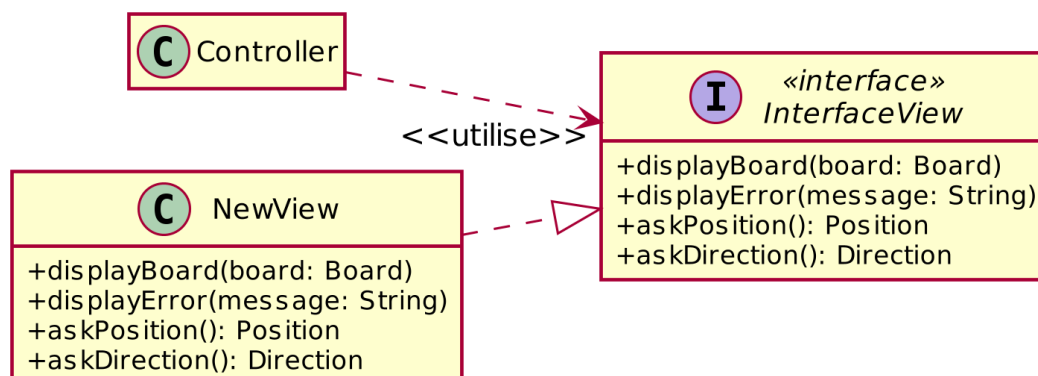 C Controller
<<utilise>>
I «interface»
InterfaceView
+displayBoard(board: Board)
+displayError(message: String)
+askPosition(): Position
+askDirection(): Direction
C NewView
+displayBoard(board: Board)
+displayError(message: String)
+askPosition(): Position
+askDirection(): Direction